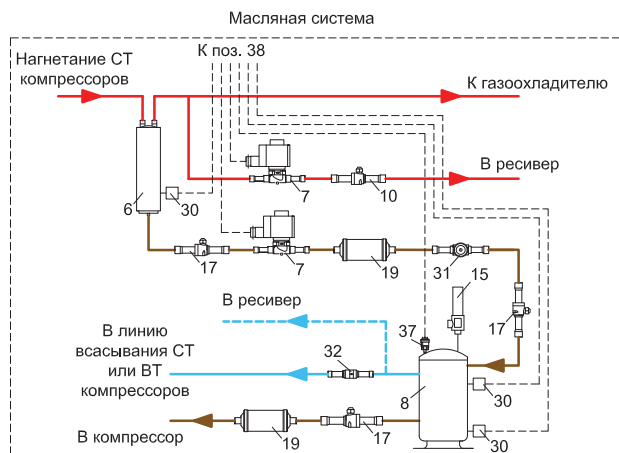 Масляная система
К поз. 38
Нагнетание СТ
компрессоров
К газоохладителю
В ресивер
6
30
7
10
17
7
19
31
15
17
В ресивер
37
В линию
всасывания СТ
или ВТ
компрессоров
32
8
30
30
В компрессор
19
17